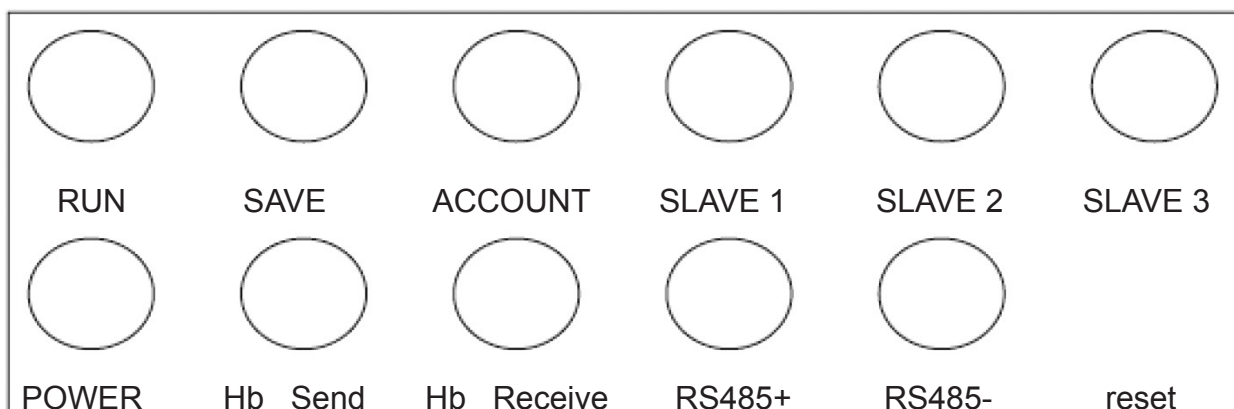 RUN SAVE ACCOUNT SLAVE 1 SLAVE 2 SLAVE 3
POWER Hb Send Hb Receive RS485+ RS485- reset